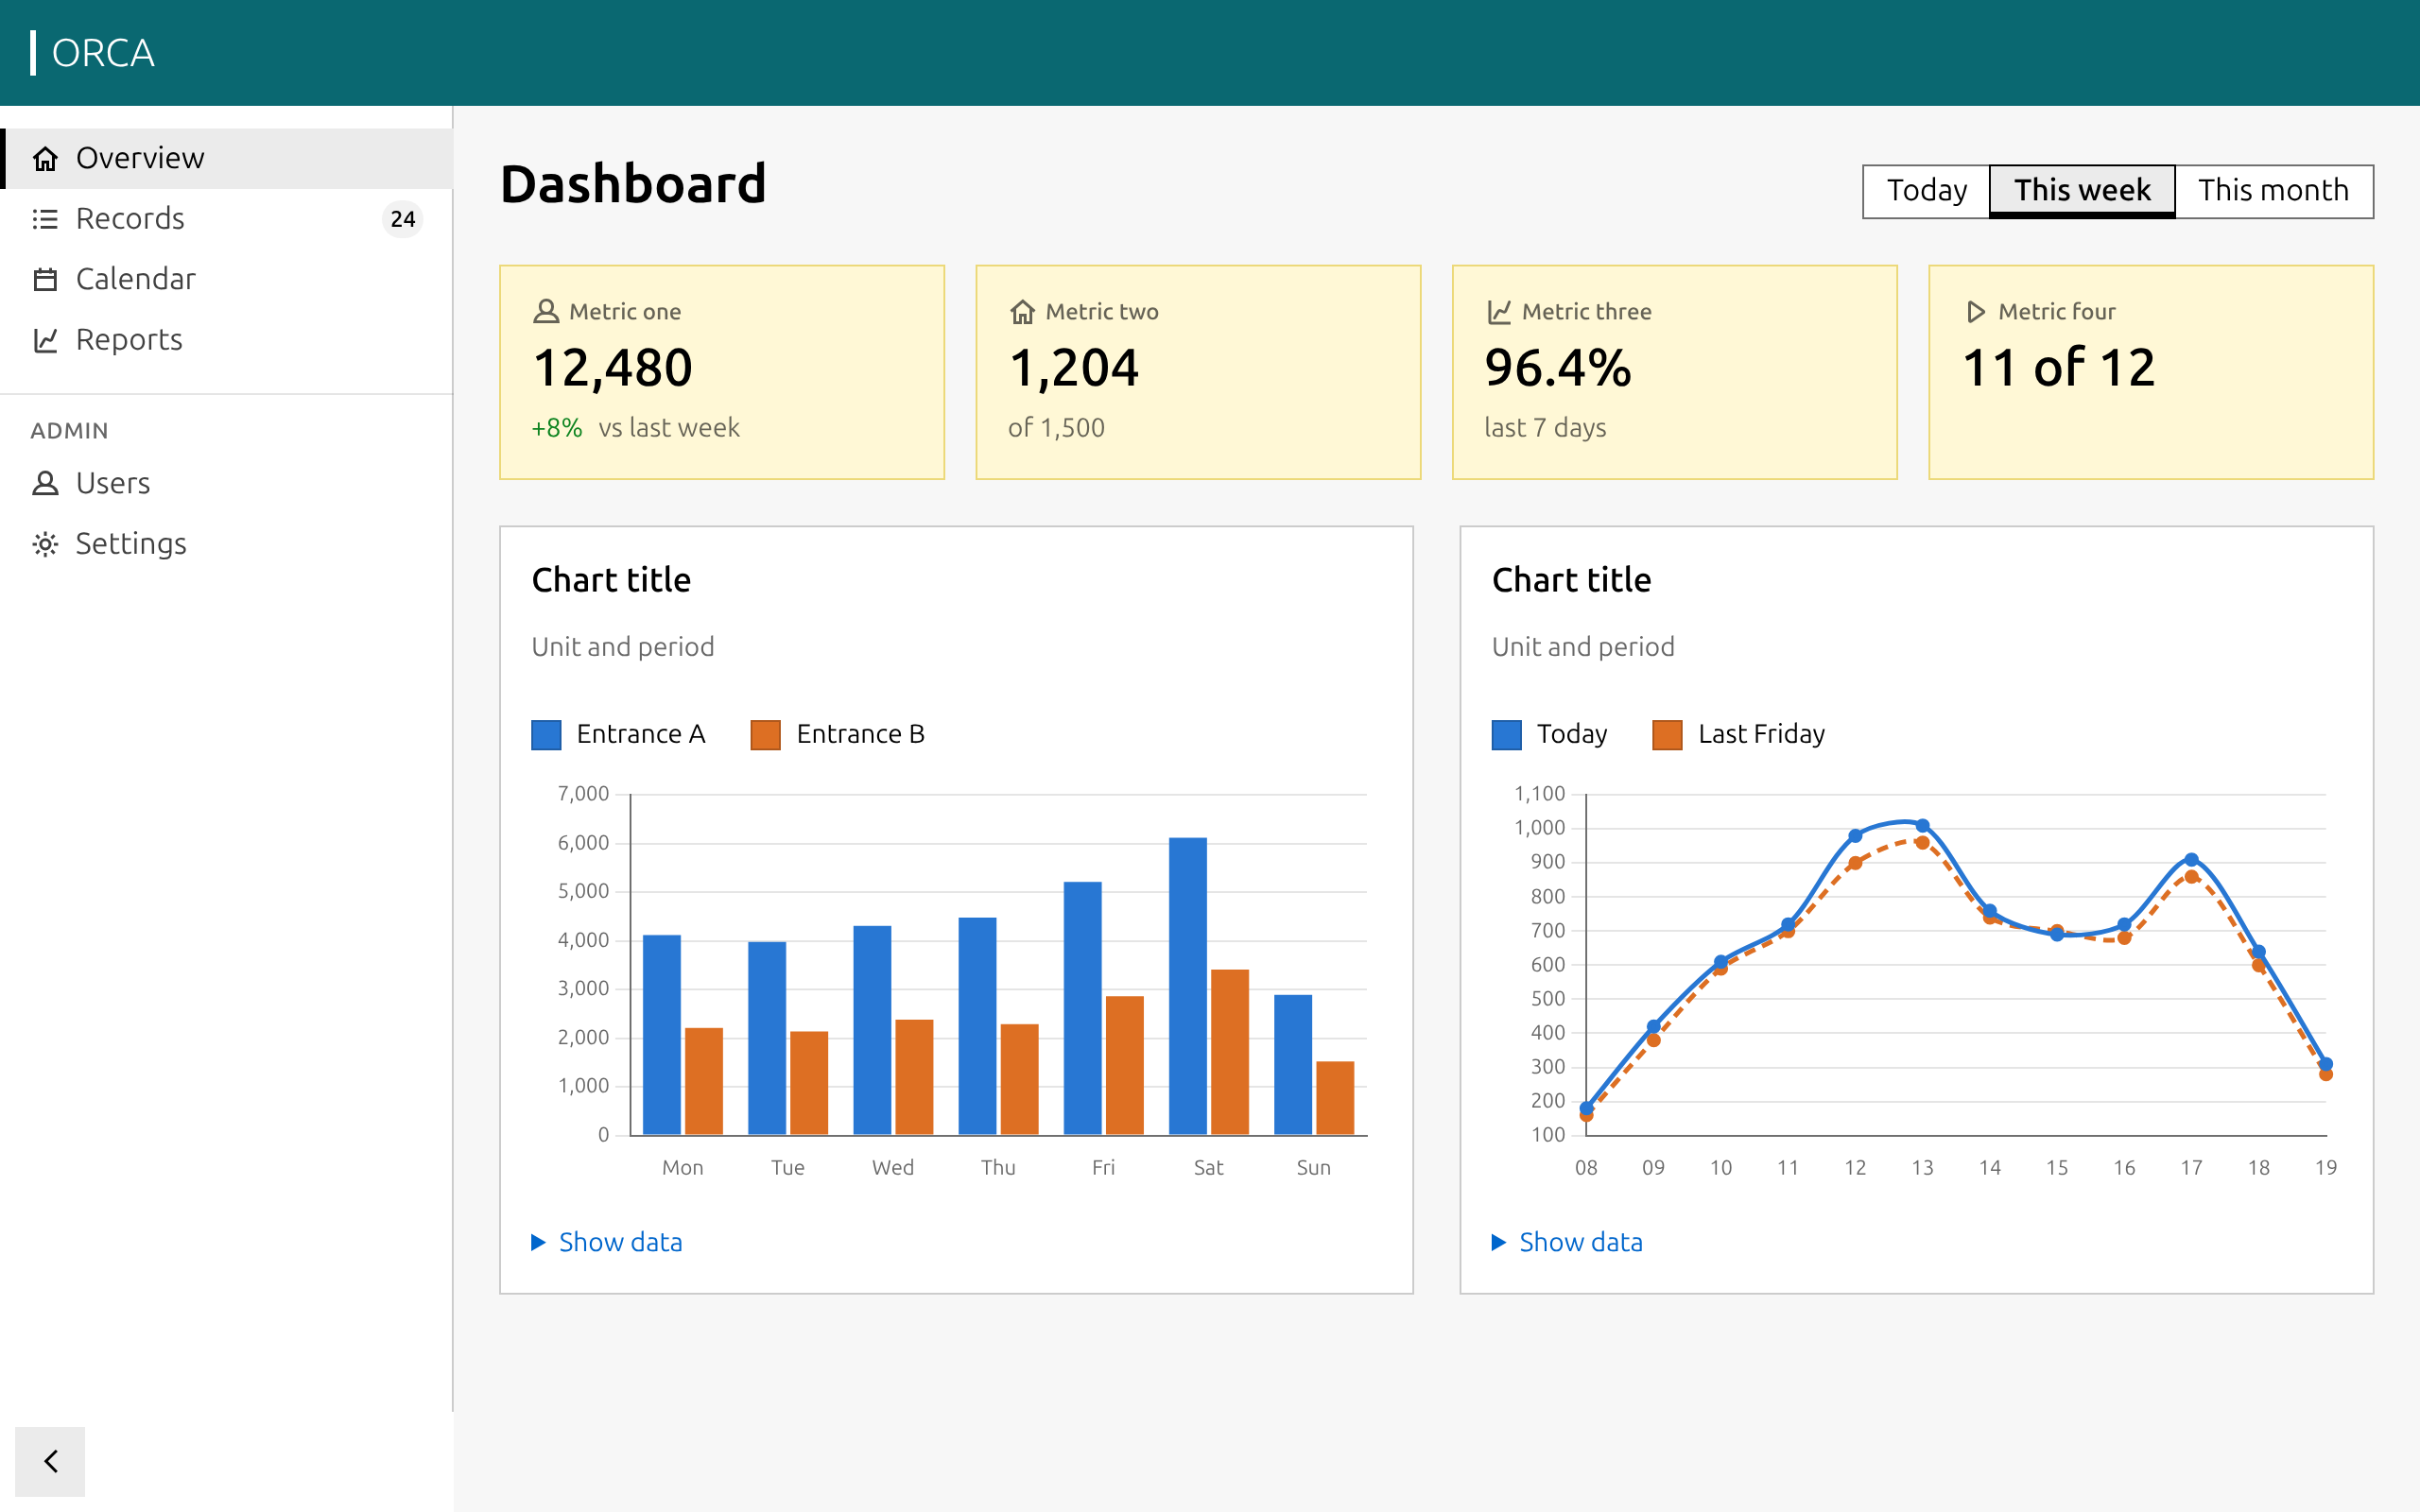 ORCA
Overview
Records 24
Calendar
Reports
ADMIN
Users
Settings
Dashboard
Today This week This month
Metric one
12,480
+8% vs last week
Metric two
1,204
of 1,500
Metric three
96.4%
last 7 days
Metric four
11 of 12
Chart title
Unit and period
Entrance A Entrance B
7,000
6,000
5,000
4,000
3,000
2,000
1,000
0
Mon Tue Wed Thu Fri Sat Sun
Show data
Chart title
Unit and period
Today Last Friday
1,100
1,000
900
800
700
600
500
400
300
200
100
08 09 10 11 12 13 14 15 16 17 18 19
Show data